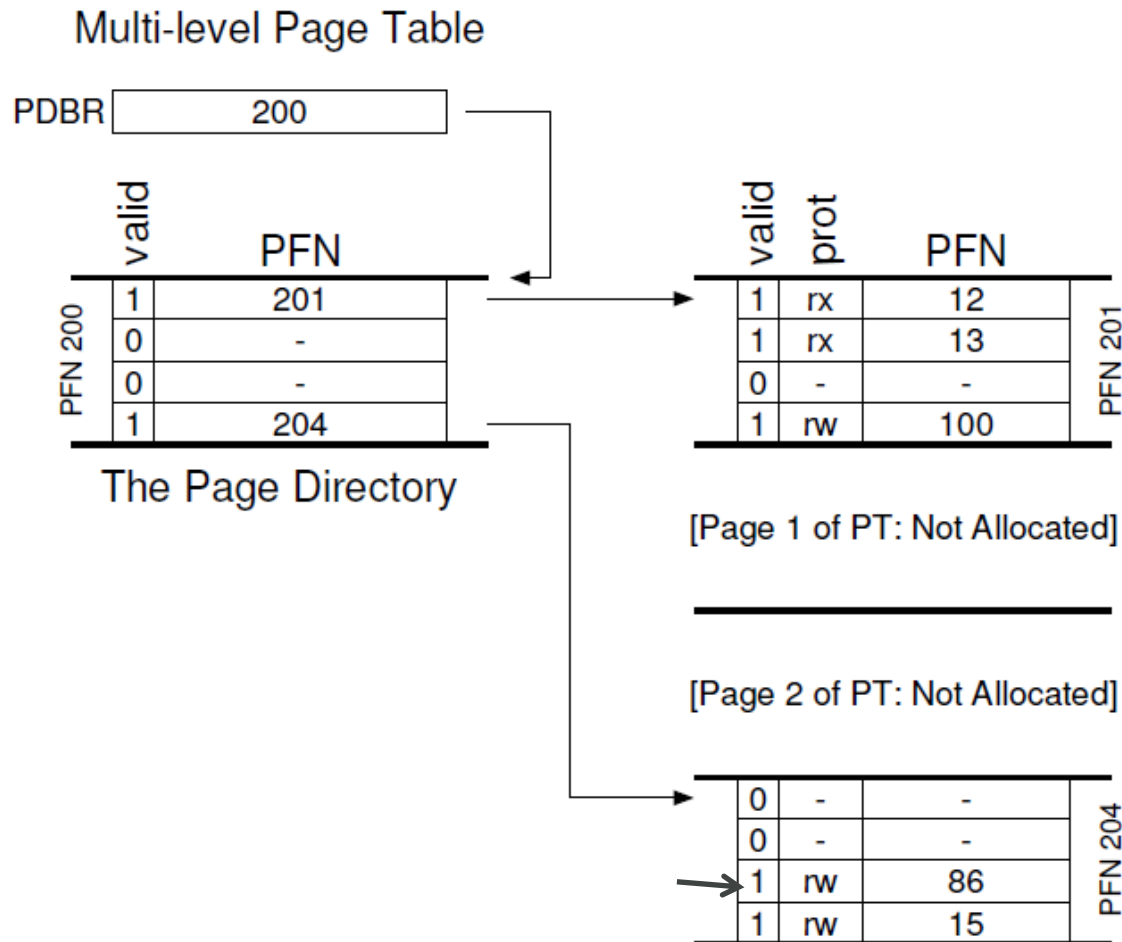 Multi-level Page Table
PDBR 200
valid PFN
PFN 200
1 201
0 -
0 -
1 204
The Page Directory
valid prot PFN
1 rx 12
1 rx 13
0 - -
1 rw 100
PFN 201
[Page 1 of PT: Not Allocated]
[Page 2 of PT: Not Allocated]
0 - -
0 - -
1 rw 86
1 rw 15
PFN 204